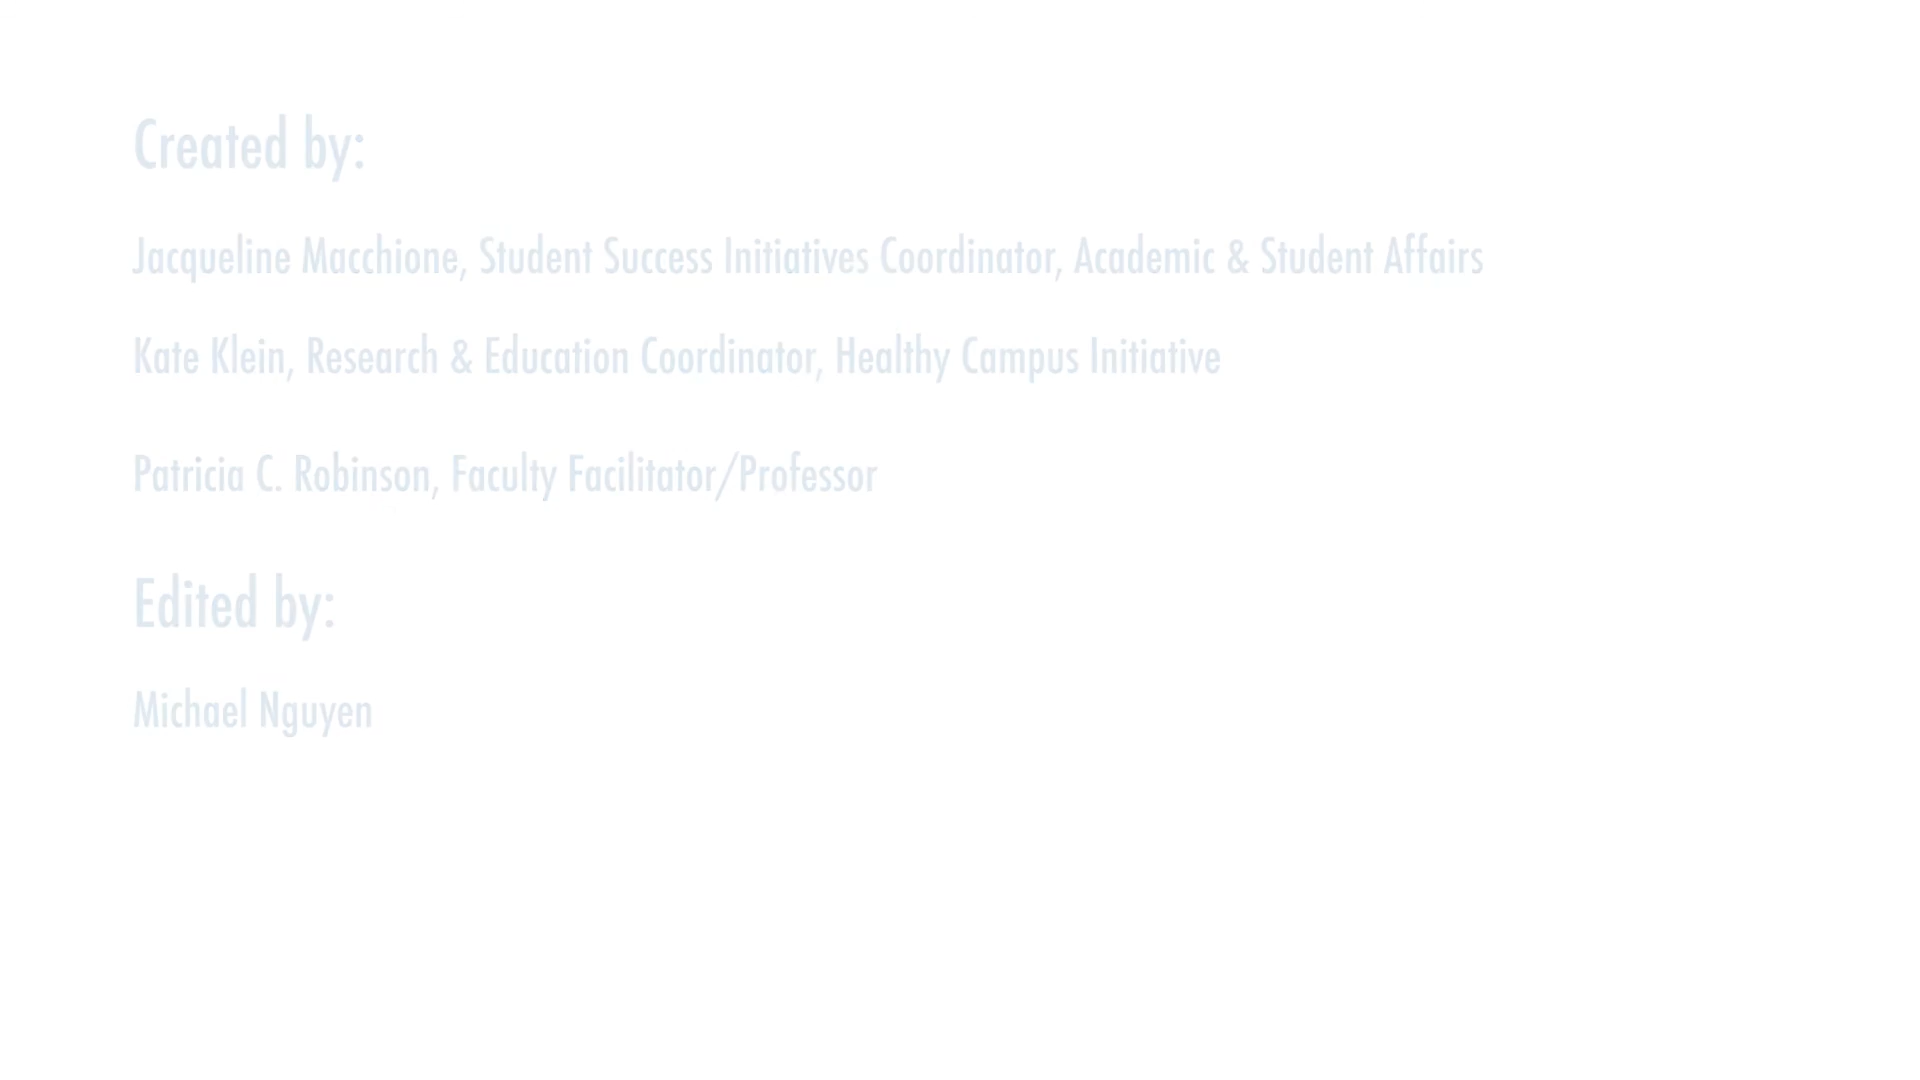 Created by:
Jacqueline Macchione, Student Success Initiatives Coordinator, Academic & Student Affairs
Kate Klein, Research & Education Coordinator, Healthy Campus Initiative
Patricia C. Robinson, Faculty Facilitator/Professor
Edited by:
Michael Nguyen